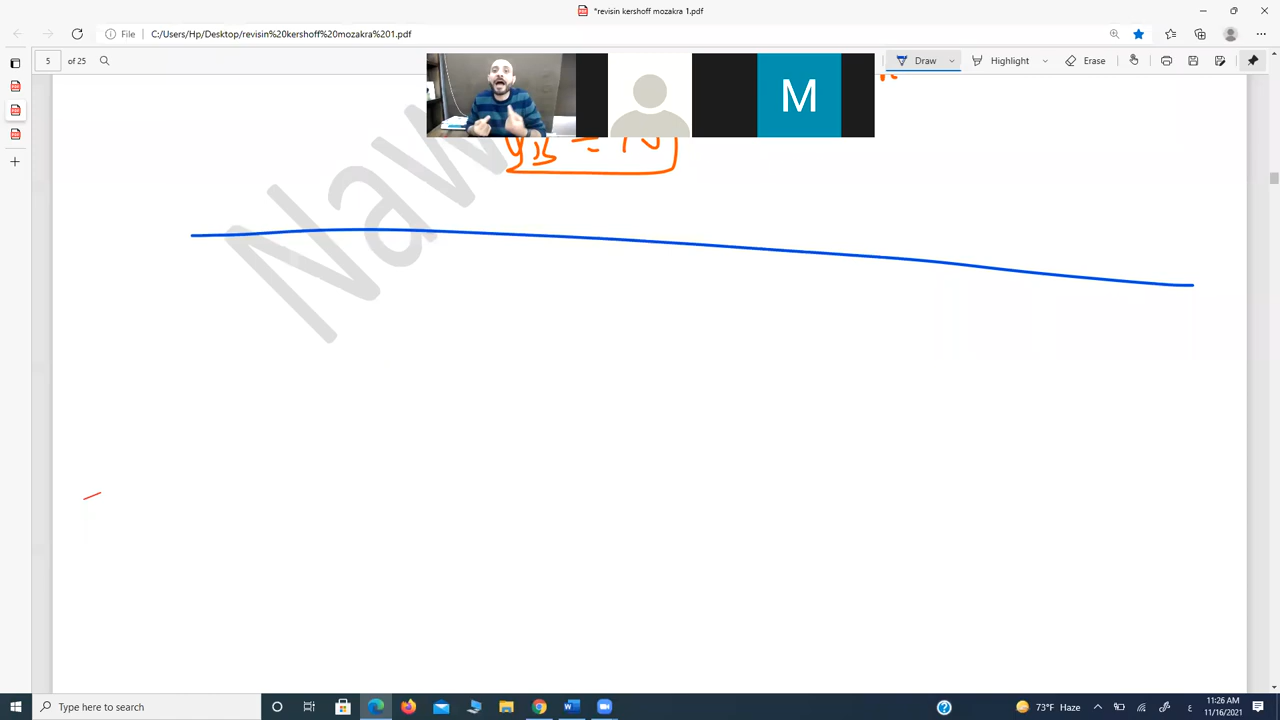 *revisin kershoff mozakra 1.pdf
File C:/Users/Hp/Desktop/revisin%20kershoff%20mozakra%201.pdf
5 of 25
Draw Highlight Erase
M
Naw
Type here to search
73°F Haze
11:26 AM
11/16/2021